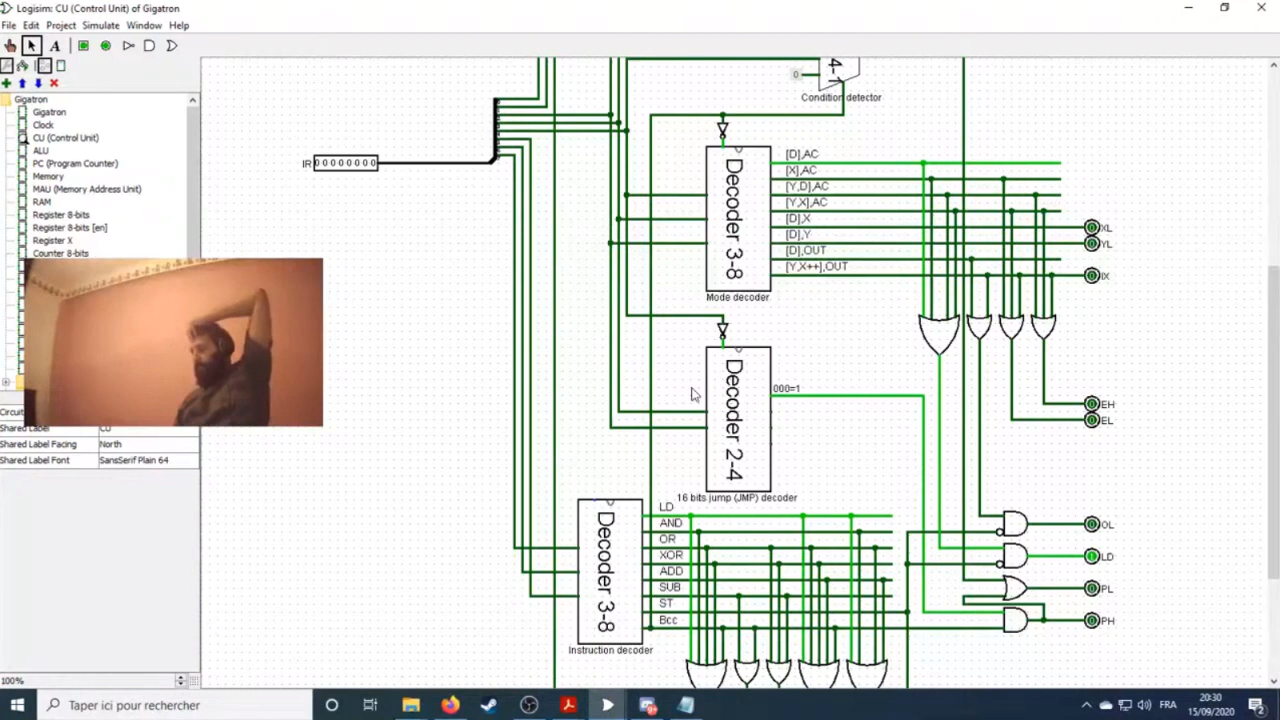 Logisim: CU (Control Unit) of Gigatron
File Edit Project Simulate Window Help
A
Gigatron
Gigatron
Clock
CU (Control Unit)
ALU
PC (Program Counter)
Memory
MAU (Memory Address Unit)
RAM
Register 8-bits
Register 8-bits [en]
Register X
Counter 8-bits
Shared Label CU
Shared Label Facing North
Shared Label Font SansSerif Plain 64
100%
IR 00000000
0
4-1
Condition detector
Decoder 3-8
Mode decoder
[D],AC
[X],AC
[Y,D],AC
[Y,X],AC
[D],X
[D],Y
[D],OUT
[Y,X++],OUT
XL
YL
IX
Decoder 2-4
000=1
16 bits jump (JMP) decoder
EH
EL
Decoder 3-8
Instruction decoder
LD
AND
OR
XOR
ADD
SUB
ST
Bcc
OL
LD
PL
PH
Taper ici pour rechercher
FRA
20:30
15/09/2020
2